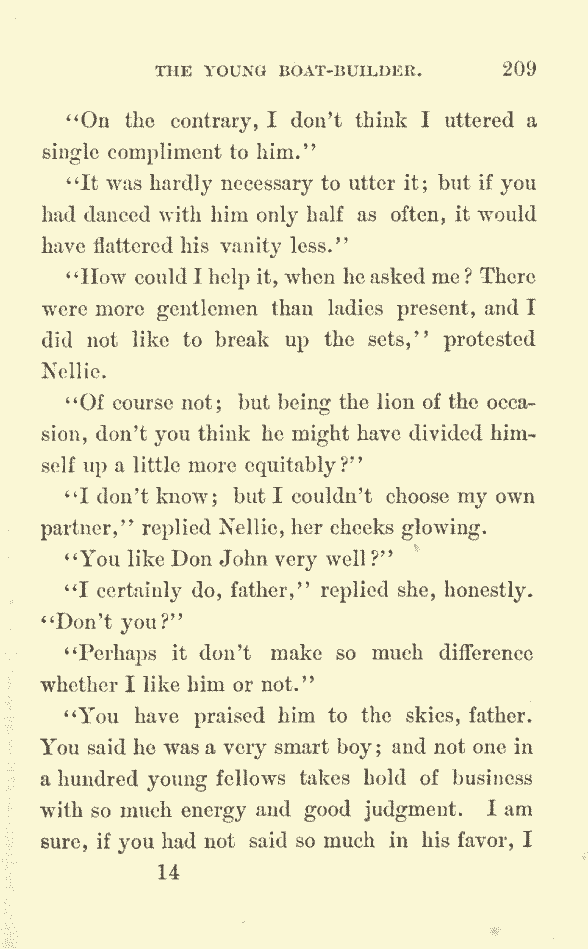 THE YOUNG BOAT-BUILDER. 209
"On the contrary, I don't think I uttered a
single compliment to him."
"It was hardly necessary to utter it; but if you
had danced with him only half as often, it would
have flattered his vanity less."
"How could I help it, when he asked me? There
were more gentlemen than ladies present, and I
did not like to break up the sets," protested
Nellie.
"Of course not; but being the lion of the occa-
sion, don't you think he might have divided him-
self up a little more equitably?"
"I don't know; but I couldn't choose my own
partner," replied Nellie, her cheeks glowing.
"You like Don John very well?"
"I certainly do, father," replied she, honestly.
"Don't you?"
"Perhaps it don't make so much difference
whether I like him or not."
"You have praised him to the skies, father.
You said he was a very smart boy; and not one in
a hundred young fellows takes hold of business
with so much energy and good judgment. I am
sure, if you had not said so much in his favor, I
14